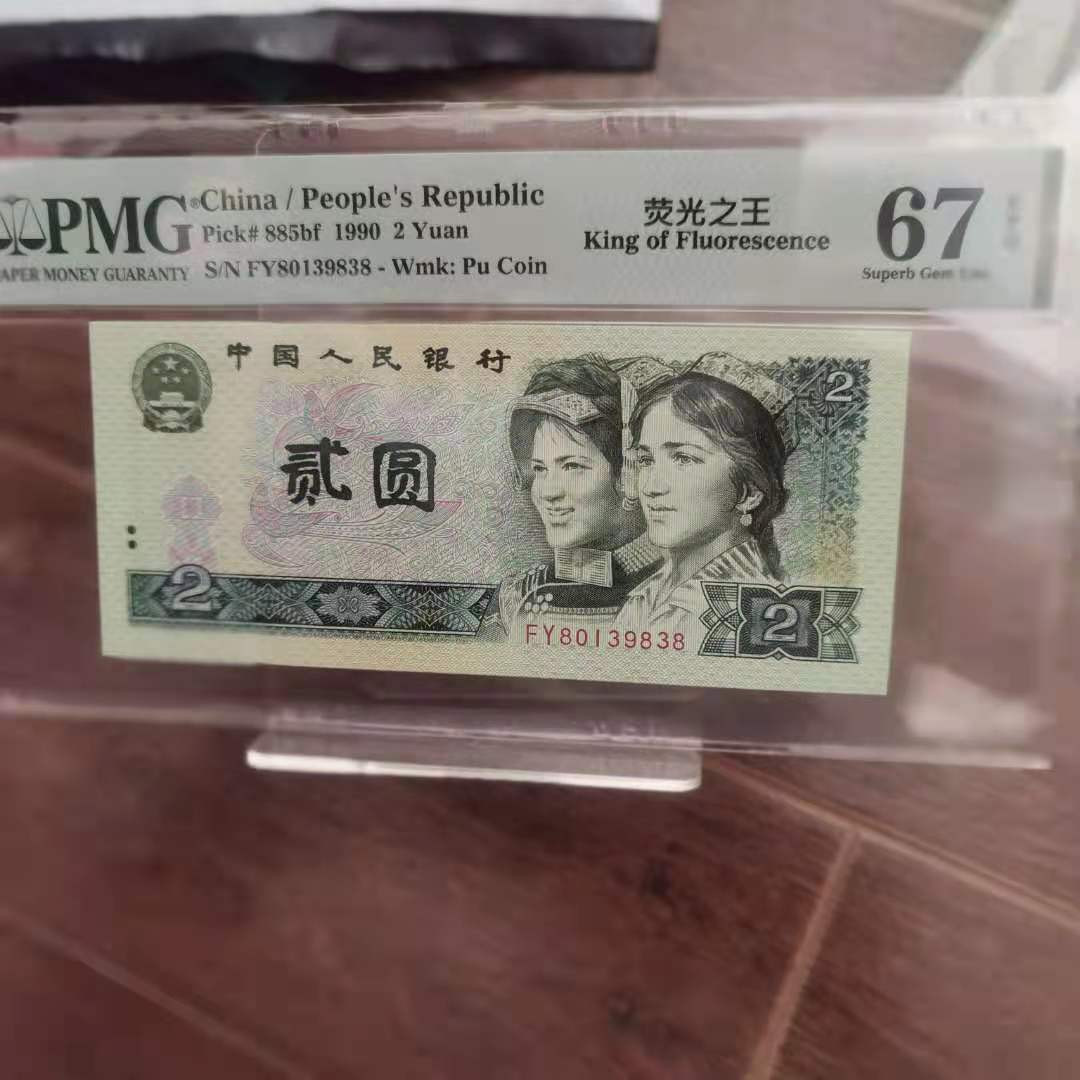 PMG
PAPER MONEY GUARANTY
China / People's Republic
Pick# 885bf 1990 2 Yuan
S/N FY80139838 - Wmk: Pu Coin
荧光之王
King of Fluorescence
67
Superb Gem
中国人民银行
贰圆
2
2
FY80139838
2